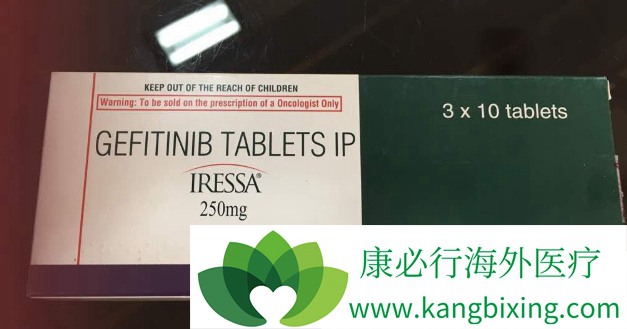 KEEP OUT OF THE REACH OF CHILDREN
Warning: To be sold on the prescription of a Oncologist Only
3 x 10 tablets
GEFITINIB TABLETS IP
IRESSA®
250mg
康必行海外医疗
www.kangbixing.com